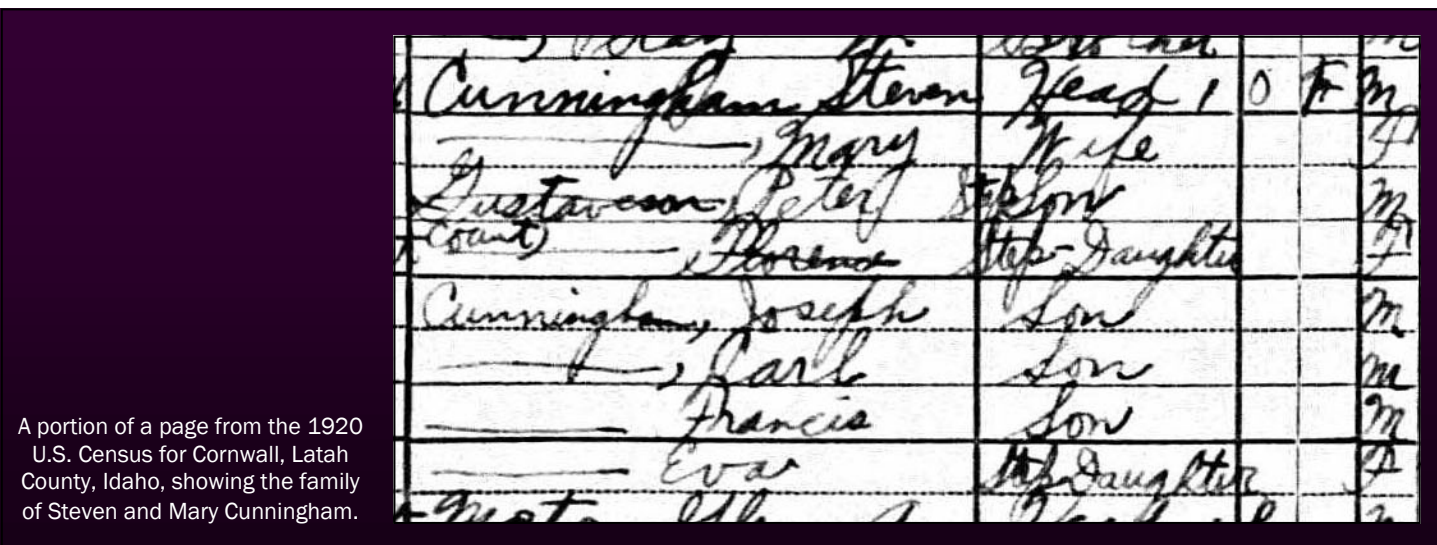 Brother M
Cunningham Steven Head 1 O F M
———, Mary Wife F
Gustavson, Peter Step Son M
Count) ———, Florence Step-Daughter F
Cunningham, Joseph Son M
———, Carl Son M
——— Francis Son M
——— Eva Step Daughter F
A portion of a page from the 1920
U.S. Census for Cornwall, Latah
County, Idaho, showing the family
of Steven and Mary Cunningham.